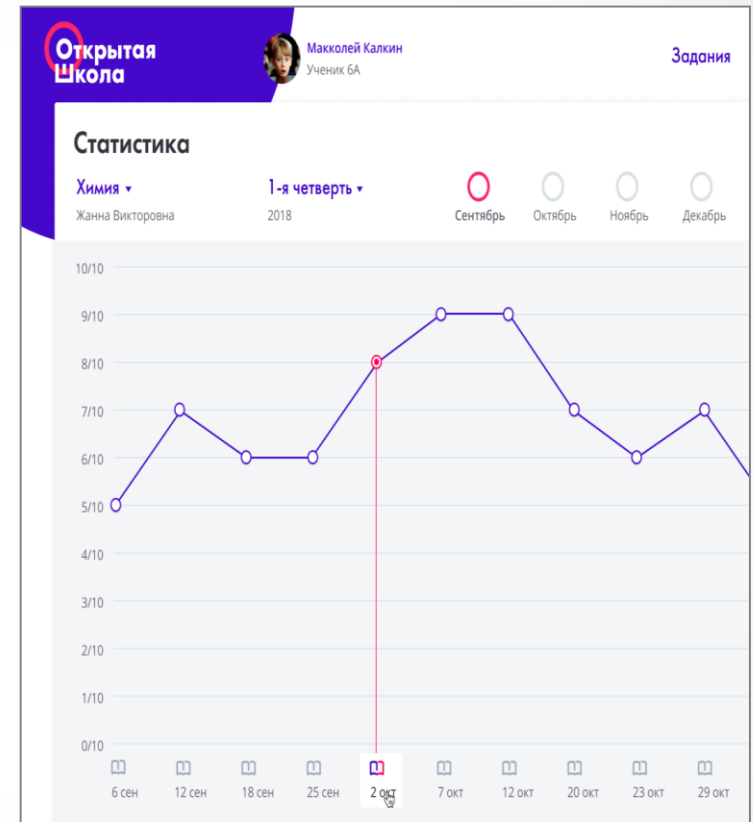 Открытая
Школа
Макколей Калкин
Ученик 6А
Задания
Статистика
Химия
1-я четверть
Жанна Викторовна
2018
Сентябрь
Октябрь
Ноябрь
Декабрь
10/10
9/10
8/10
7/10
6/10
5/10
4/10
3/10
2/10
1/10
0/10
6 сен
12 сен
18 сен
25 сен
2 окт
7 окт
12 окт
20 окт
23 окт
29 окт